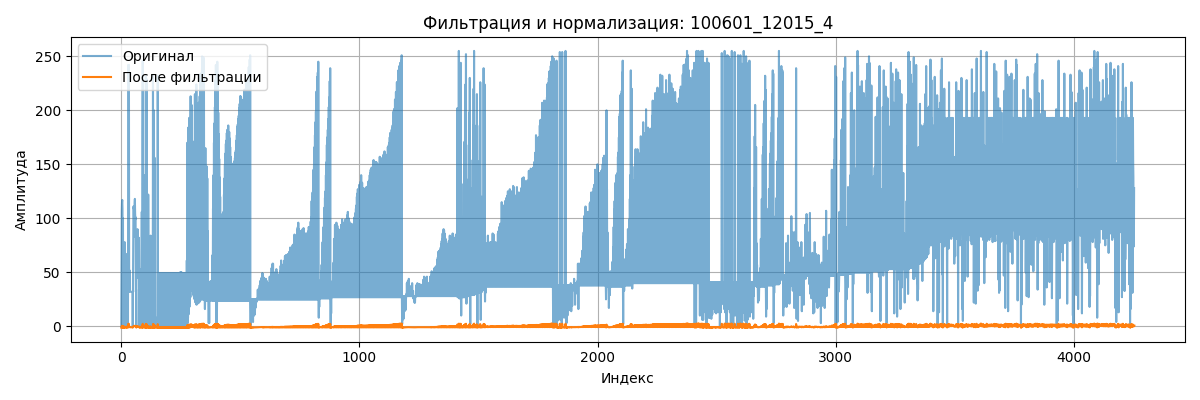 Фильтрация и нормализация: 100601_12015_4
Оригинал
После фильтрации
Амплитуда
250
200
150
100
50
0
0 1000 2000 3000 4000
Индекс